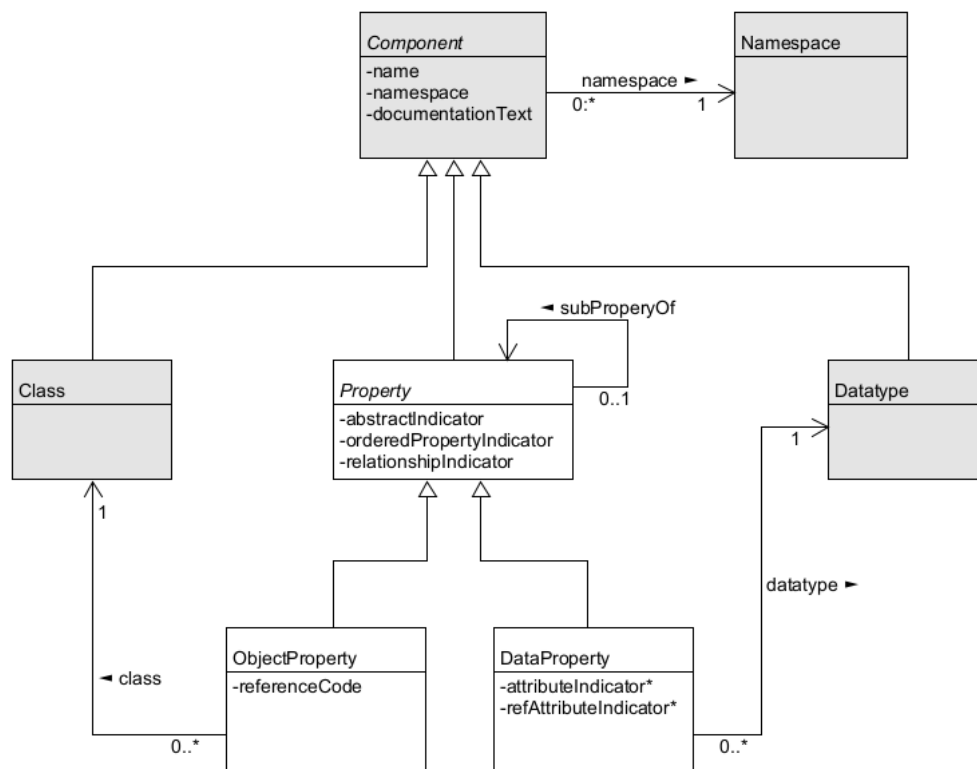 Component
-name
-namespace
-documentationText
namespace ►
0:*
1
Namespace
◄ subProperyOf
0..1
Class
Property
-abstractIndicator
-orderedPropertyIndicator
-relationshipIndicator
Datatype
1
1
datatype ►
◄ class
ObjectProperty
-referenceCode
DataProperty
-attributeIndicator*
-refAttributeIndicator*
0..*
0..*